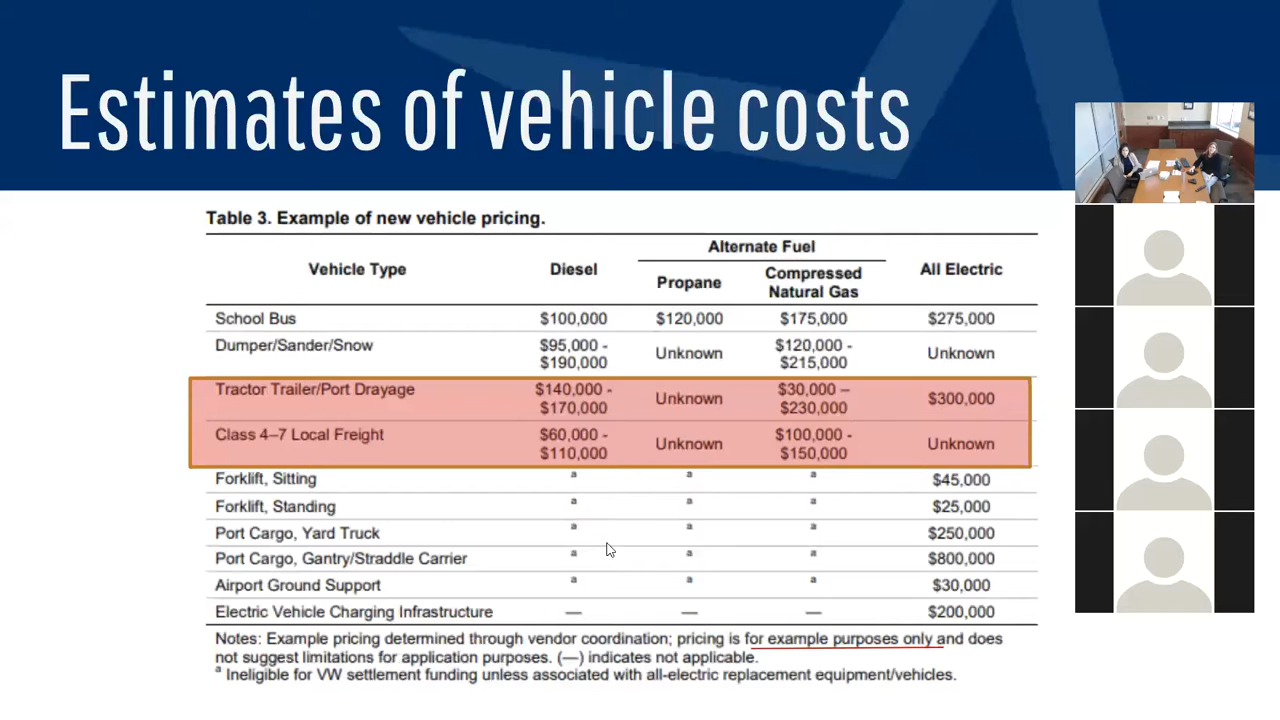 Estimates of vehicle costs
Table 3. Example of new vehicle pricing.
Alternate Fuel
Vehicle Type Diesel Propane Compressed Natural Gas All Electric
School Bus $100,000 $120,000 $175,000 $275,000
Dumper/Sander/Snow $95,000 - $190,000 Unknown $120,000 - $215,000 Unknown
Tractor Trailer/Port Drayage $140,000 - $170,000 Unknown $30,000 – $230,000 $300,000
Class 4–7 Local Freight $60,000 - $110,000 Unknown $100,000 - $150,000 Unknown
Forklift, Sitting a a a $45,000
Forklift, Standing a a a $25,000
Port Cargo, Yard Truck a a a $250,000
Port Cargo, Gantry/Straddle Carrier a a a $800,000
Airport Ground Support a a a $30,000
Electric Vehicle Charging Infrastructure — — — $200,000
Notes: Example pricing determined through vendor coordination; pricing is for example purposes only and does
not suggest limitations for application purposes. (—) indicates not applicable.
a Ineligible for VW settlement funding unless associated with all-electric replacement equipment/vehicles.